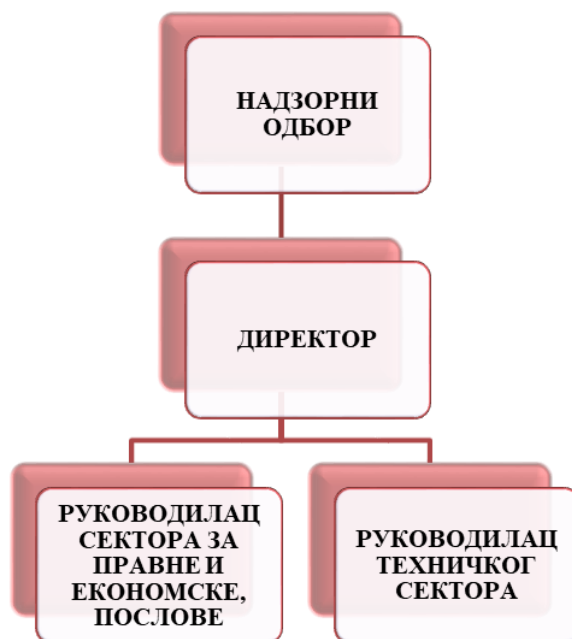 НАДЗОРНИ
ОДБОР
ДИРЕКТОР
РУКОВОДИЛАЦ
СЕКТОРА ЗА
ПРАВНЕ И
ЕКОНОМСКЕ,
ПОСЛОВЕ
РУКОВОДИЛАЦ
ТЕХНИЧКОГ
СЕКТОРА